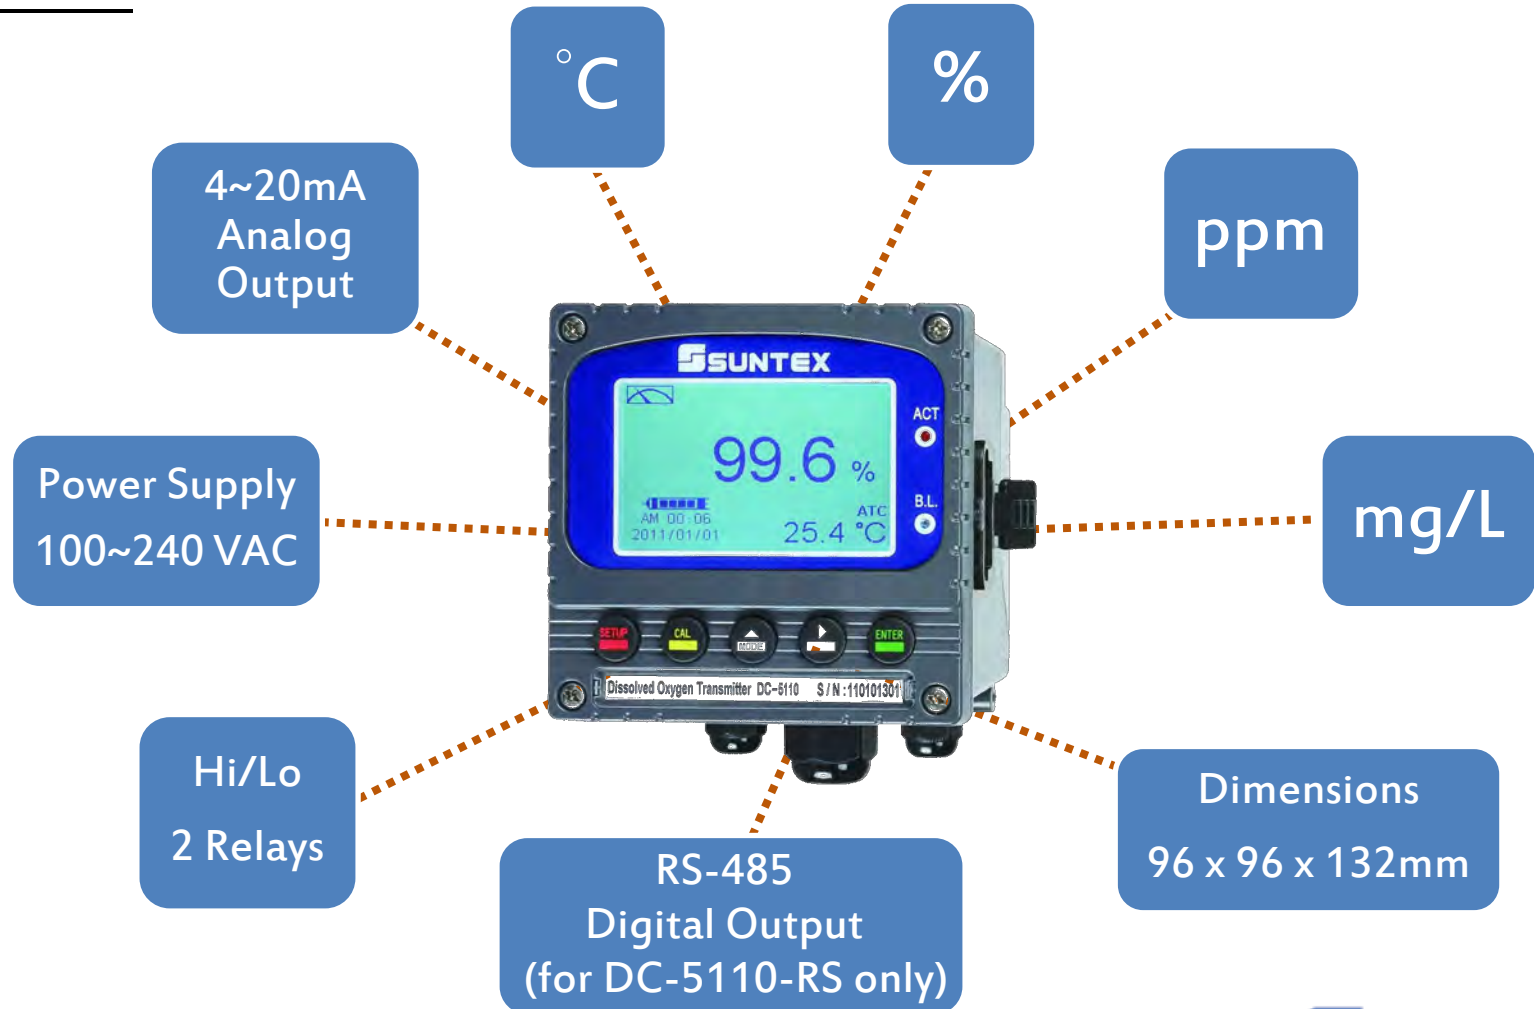 °C
%
4~20mA
Analog
Output
ppm
SUNTEX
ACT
99.6 %
B.L.
AM 00:06
ATC
2011/01/01
25.4 °C
Power Supply
100~240 VAC
mg/L
SETUP
CAL
MODE
ENTER
Dissolved Oxygen Transmitter DC-5110 S/N:110101301
Hi/Lo
2 Relays
Dimensions
96 x 96 x 132mm
RS-485
Digital Output
(for DC-5110-RS only)